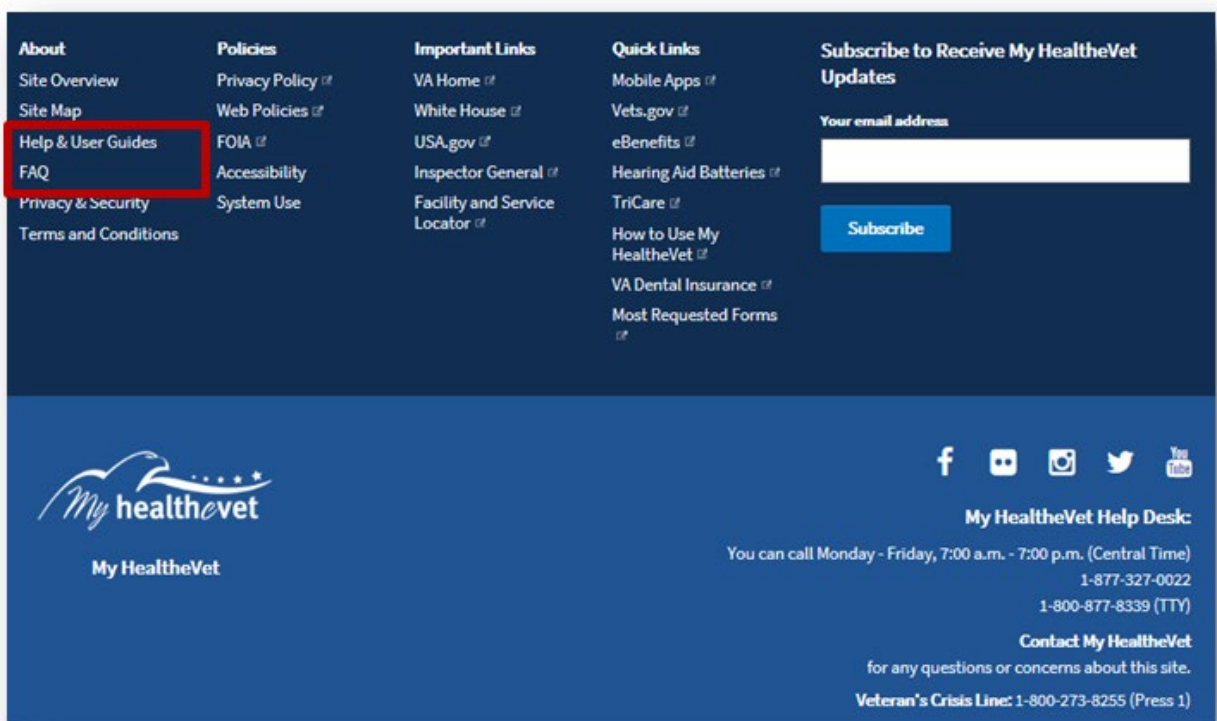 About
Site Overview
Site Map
Help & User Guides
FAQ
Privacy & Security
Terms and Conditions
Policies
Privacy Policy
Web Policies
FOIA
Accessibility
System Use
Important Links
VA Home
White House
USA.gov
Inspector General
Facility and Service
Locator
Quick Links
Mobile Apps
Vets.gov
eBenefits
Hearing Aid Batteries
TriCare
How to Use My
HealtheVet
VA Dental Insurance
Most Requested Forms
Subscribe to Receive My HealtheVet
Updates
Your email address
Subscribe
My healthevet
My HealtheVet
You
Tube
My HealtheVet Help Desk:
You can call Monday - Friday, 7:00 a.m. - 7:00 p.m. (Central Time)
1-877-327-0022
1-800-877-8339 (TTY)
Contact My HealtheVet
for any questions or concerns about this site.
Veteran's Crisis Line: 1-800-273-8255 (Press 1)